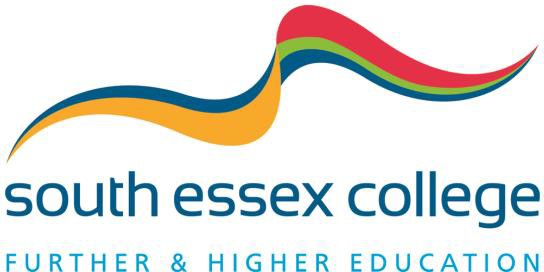 south essex college
FURTHER & HIGHER EDUCATION